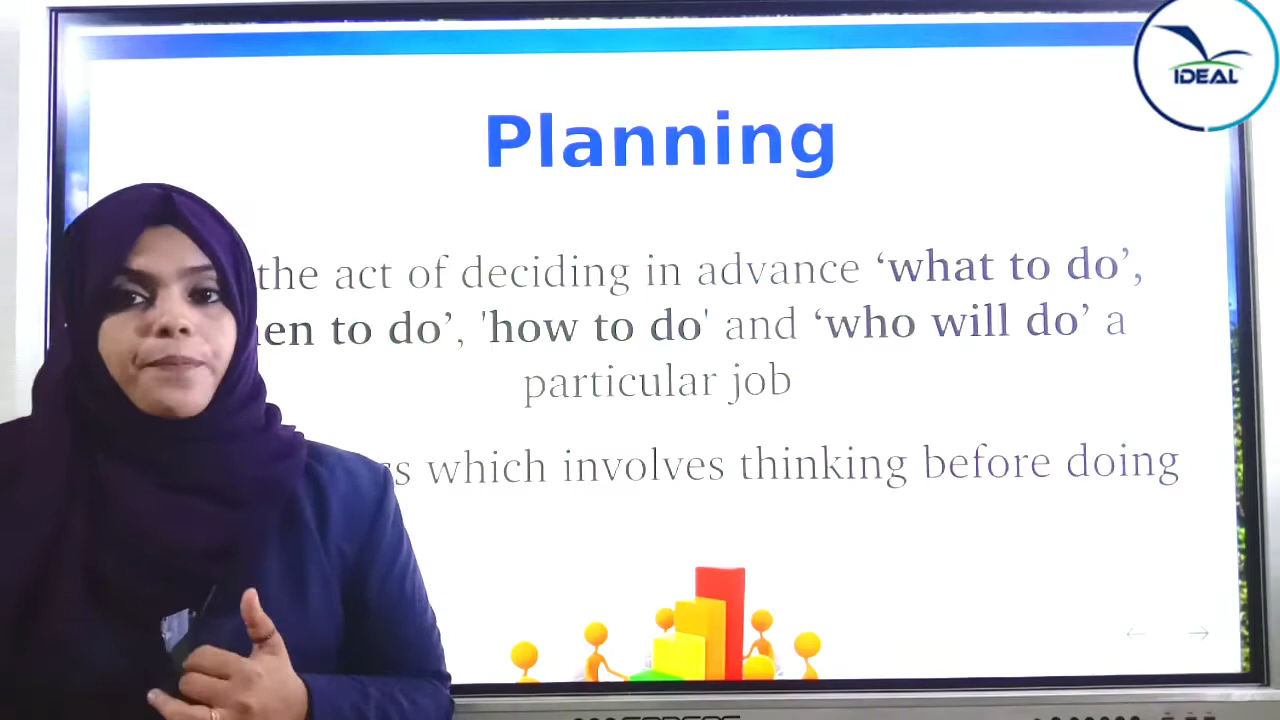 IDEAL
Planning
the act of deciding in advance ‘what to do’,
to do’, 'how to do' and ‘who will do’ a
particular job
which involves thinking before doing